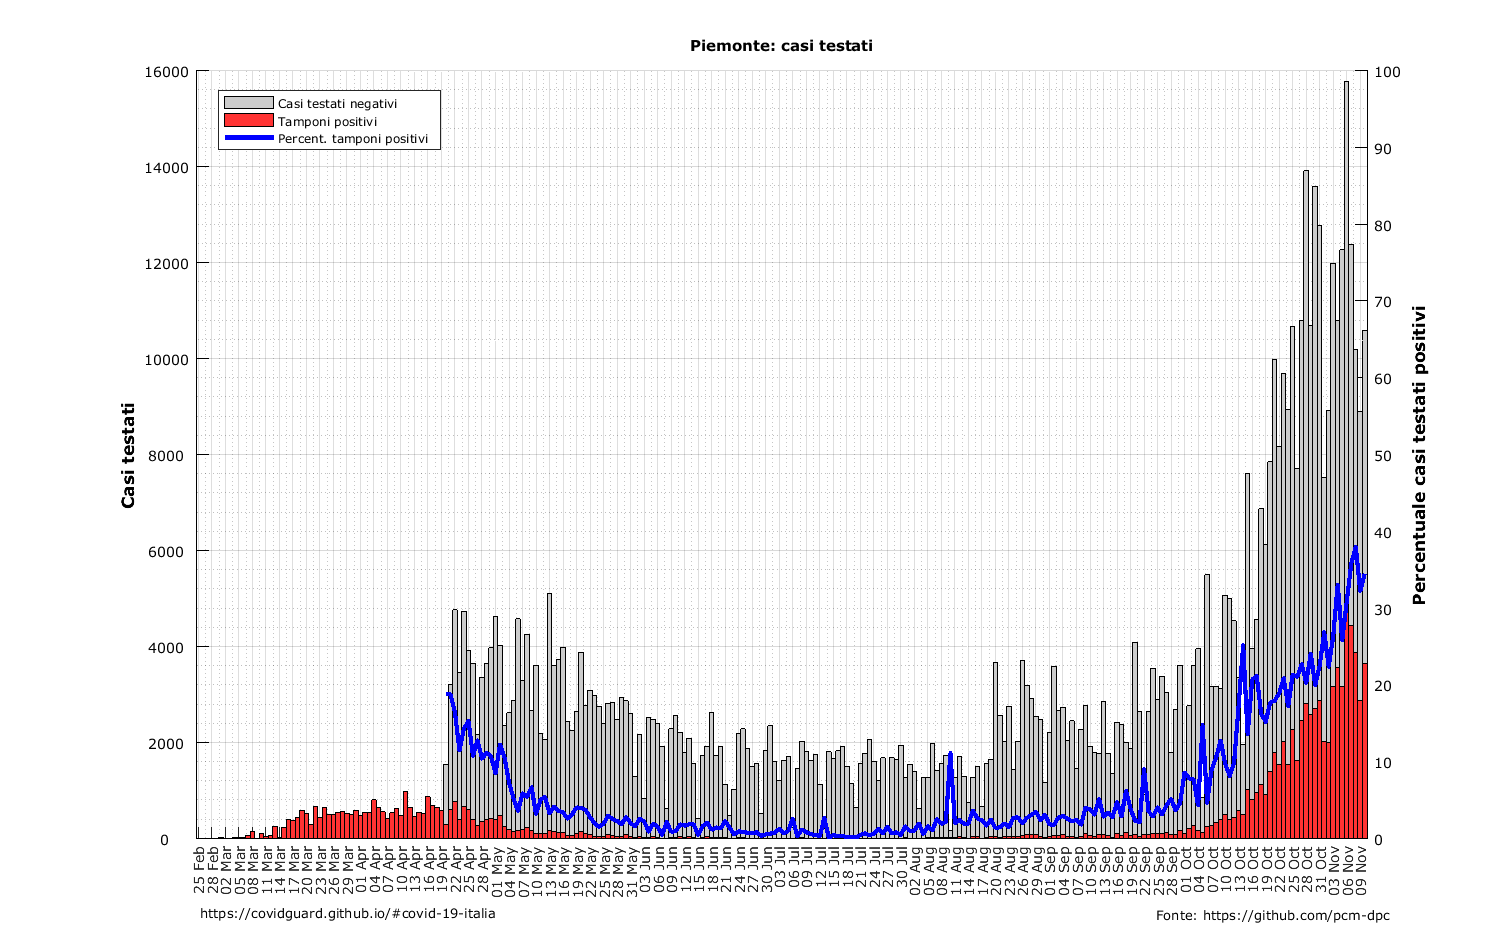 Piemonte: casi testati
Casi testati negativi
Tamponi positivi
Percent. tamponi positivi
Casi testati
16000
14000
12000
10000
8000
6000
4000
2000
0
Percentuale casi testati positivi
100
90
80
70
60
50
40
30
20
10
0
25 Feb
28 Feb
02 Mar
05 Mar
08 Mar
11 Mar
14 Mar
17 Mar
20 Mar
23 Mar
26 Mar
29 Mar
01 Apr
04 Apr
07 Apr
10 Apr
13 Apr
16 Apr
19 Apr
22 Apr
25 Apr
28 Apr
01 May
04 May
07 May
10 May
13 May
16 May
19 May
22 May
25 May
28 May
31 May
03 Jun
06 Jun
09 Jun
12 Jun
15 Jun
18 Jun
21 Jun
24 Jun
27 Jun
30 Jun
03 Jul
06 Jul
09 Jul
12 Jul
15 Jul
18 Jul
21 Jul
24 Jul
27 Jul
30 Jul
02 Aug
05 Aug
08 Aug
11 Aug
14 Aug
17 Aug
20 Aug
23 Aug
26 Aug
29 Aug
01 Sep
04 Sep
07 Sep
10 Sep
13 Sep
16 Sep
19 Sep
22 Sep
25 Sep
28 Sep
01 Oct
04 Oct
07 Oct
10 Oct
13 Oct
16 Oct
19 Oct
22 Oct
25 Oct
28 Oct
31 Oct
03 Nov
06 Nov
09 Nov
https://covidguard.github.io/#covid-19-italia
Fonte: https://github.com/pcm-dpc